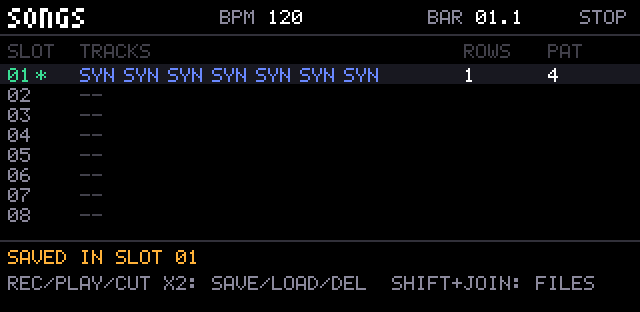 SONGS BPM 120 BAR 01.1 STOP
SLOT TRACKS ROWS PAT
01* SYN SYN SYN SYN SYN SYN SYN 1 4
02 --
03 --
04 --
05 --
06 --
07 --
08 --
SAVED IN SLOT 01
REC/PLAY/CUT X2: SAVE/LOAD/DEL SHIFT+JOIN: FILES